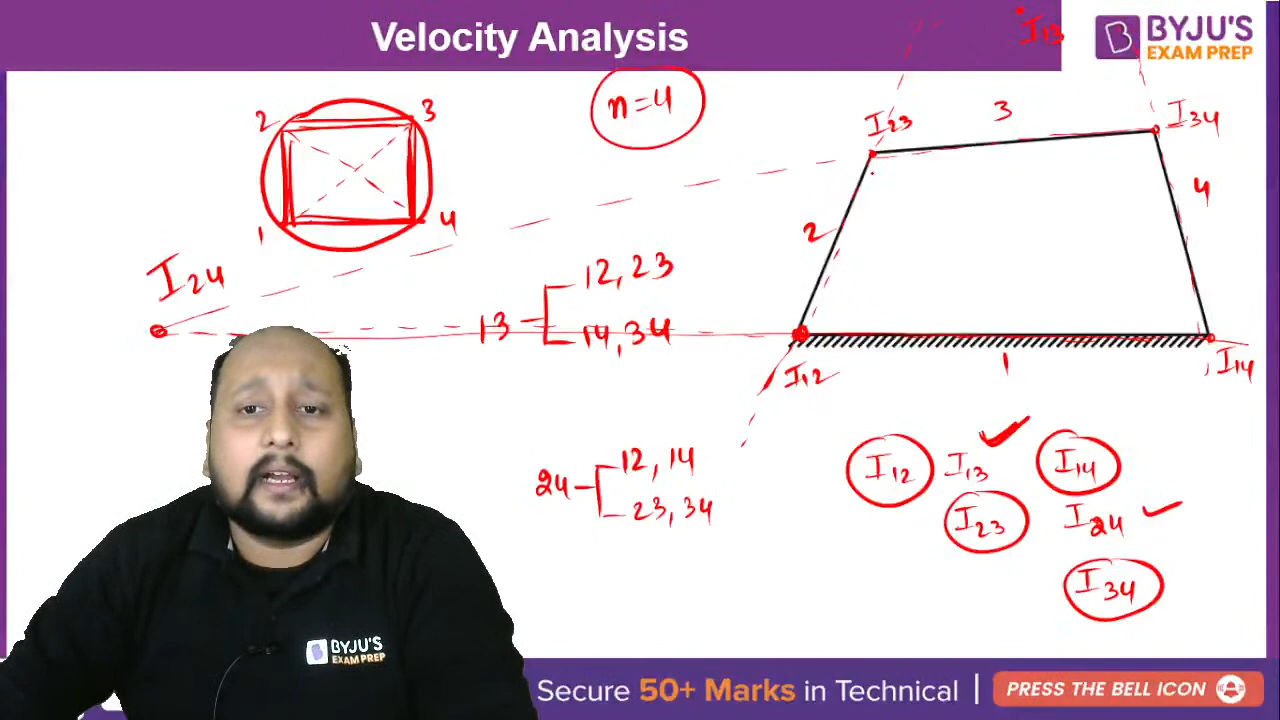 Velocity Analysis
BYJU'S
EXAM PREP
n=4
I13
2
3
1
4
I23
3
I34
2
4
I24
13
12, 23
14, 34
I12
1
I14
24
12, 14
23, 34
I12 I13 I14
I23 I24
I34
BYJU'S
EXAM PREP
Secure 50+ Marks in Technical
PRESS THE BELL ICON